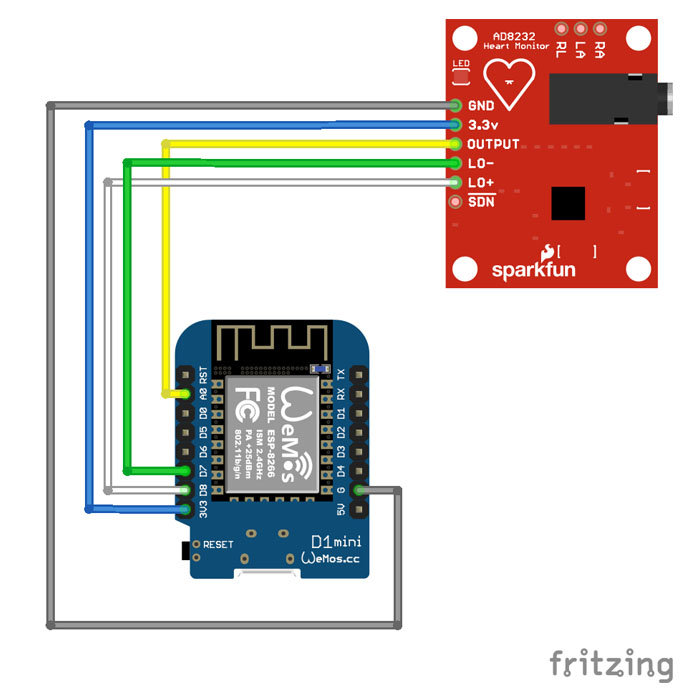 AD8232
Heart Monitor
RL
LA
RA
LED
GND
3.3v
OUTPUT
LO-
LO+
SDN
sparkfun
RST
A0
D0
D5
D6
D7
D8
3V3
TX
RX
D1
D2
D3
D4
G
5V
WeMos
MODEL ESP-8266
ISM 2.4GHz
PA +25dBm
802.11b/g/n
FC
RESET
D1 mini
WeMos.cc
fritzing